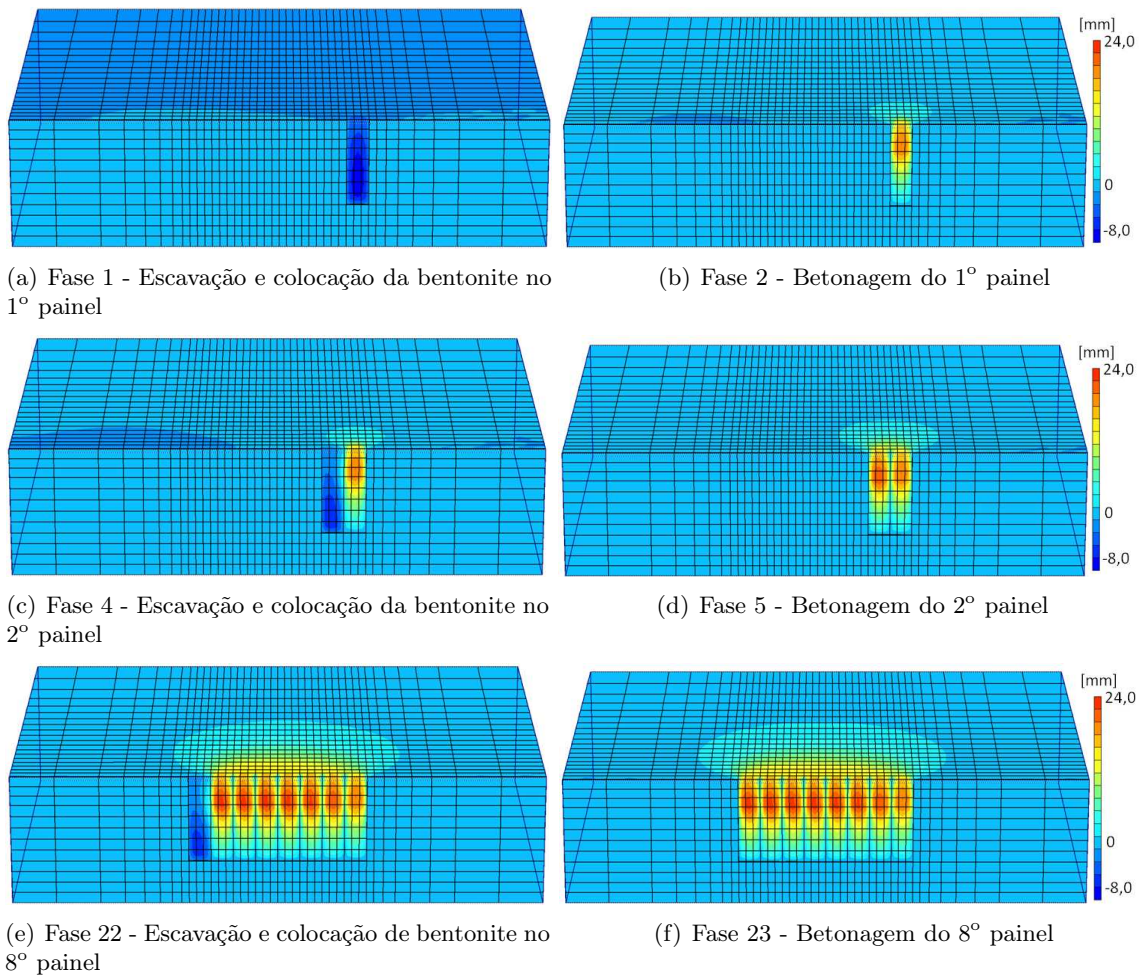 [mm]
24,0
0
-8,0
(a) Fase 1 - Escavação e colocação da bentonite no
1º painel
(b) Fase 2 - Betonagem do 1º painel
[mm]
24,0
0
-8,0
(c) Fase 4 - Escavação e colocação da bentonite no
2º painel
(d) Fase 5 - Betonagem do 2º painel
[mm]
24,0
0
-8,0
(e) Fase 22 - Escavação e colocação de bentonite no
8º painel
(f) Fase 23 - Betonagem do 8º painel